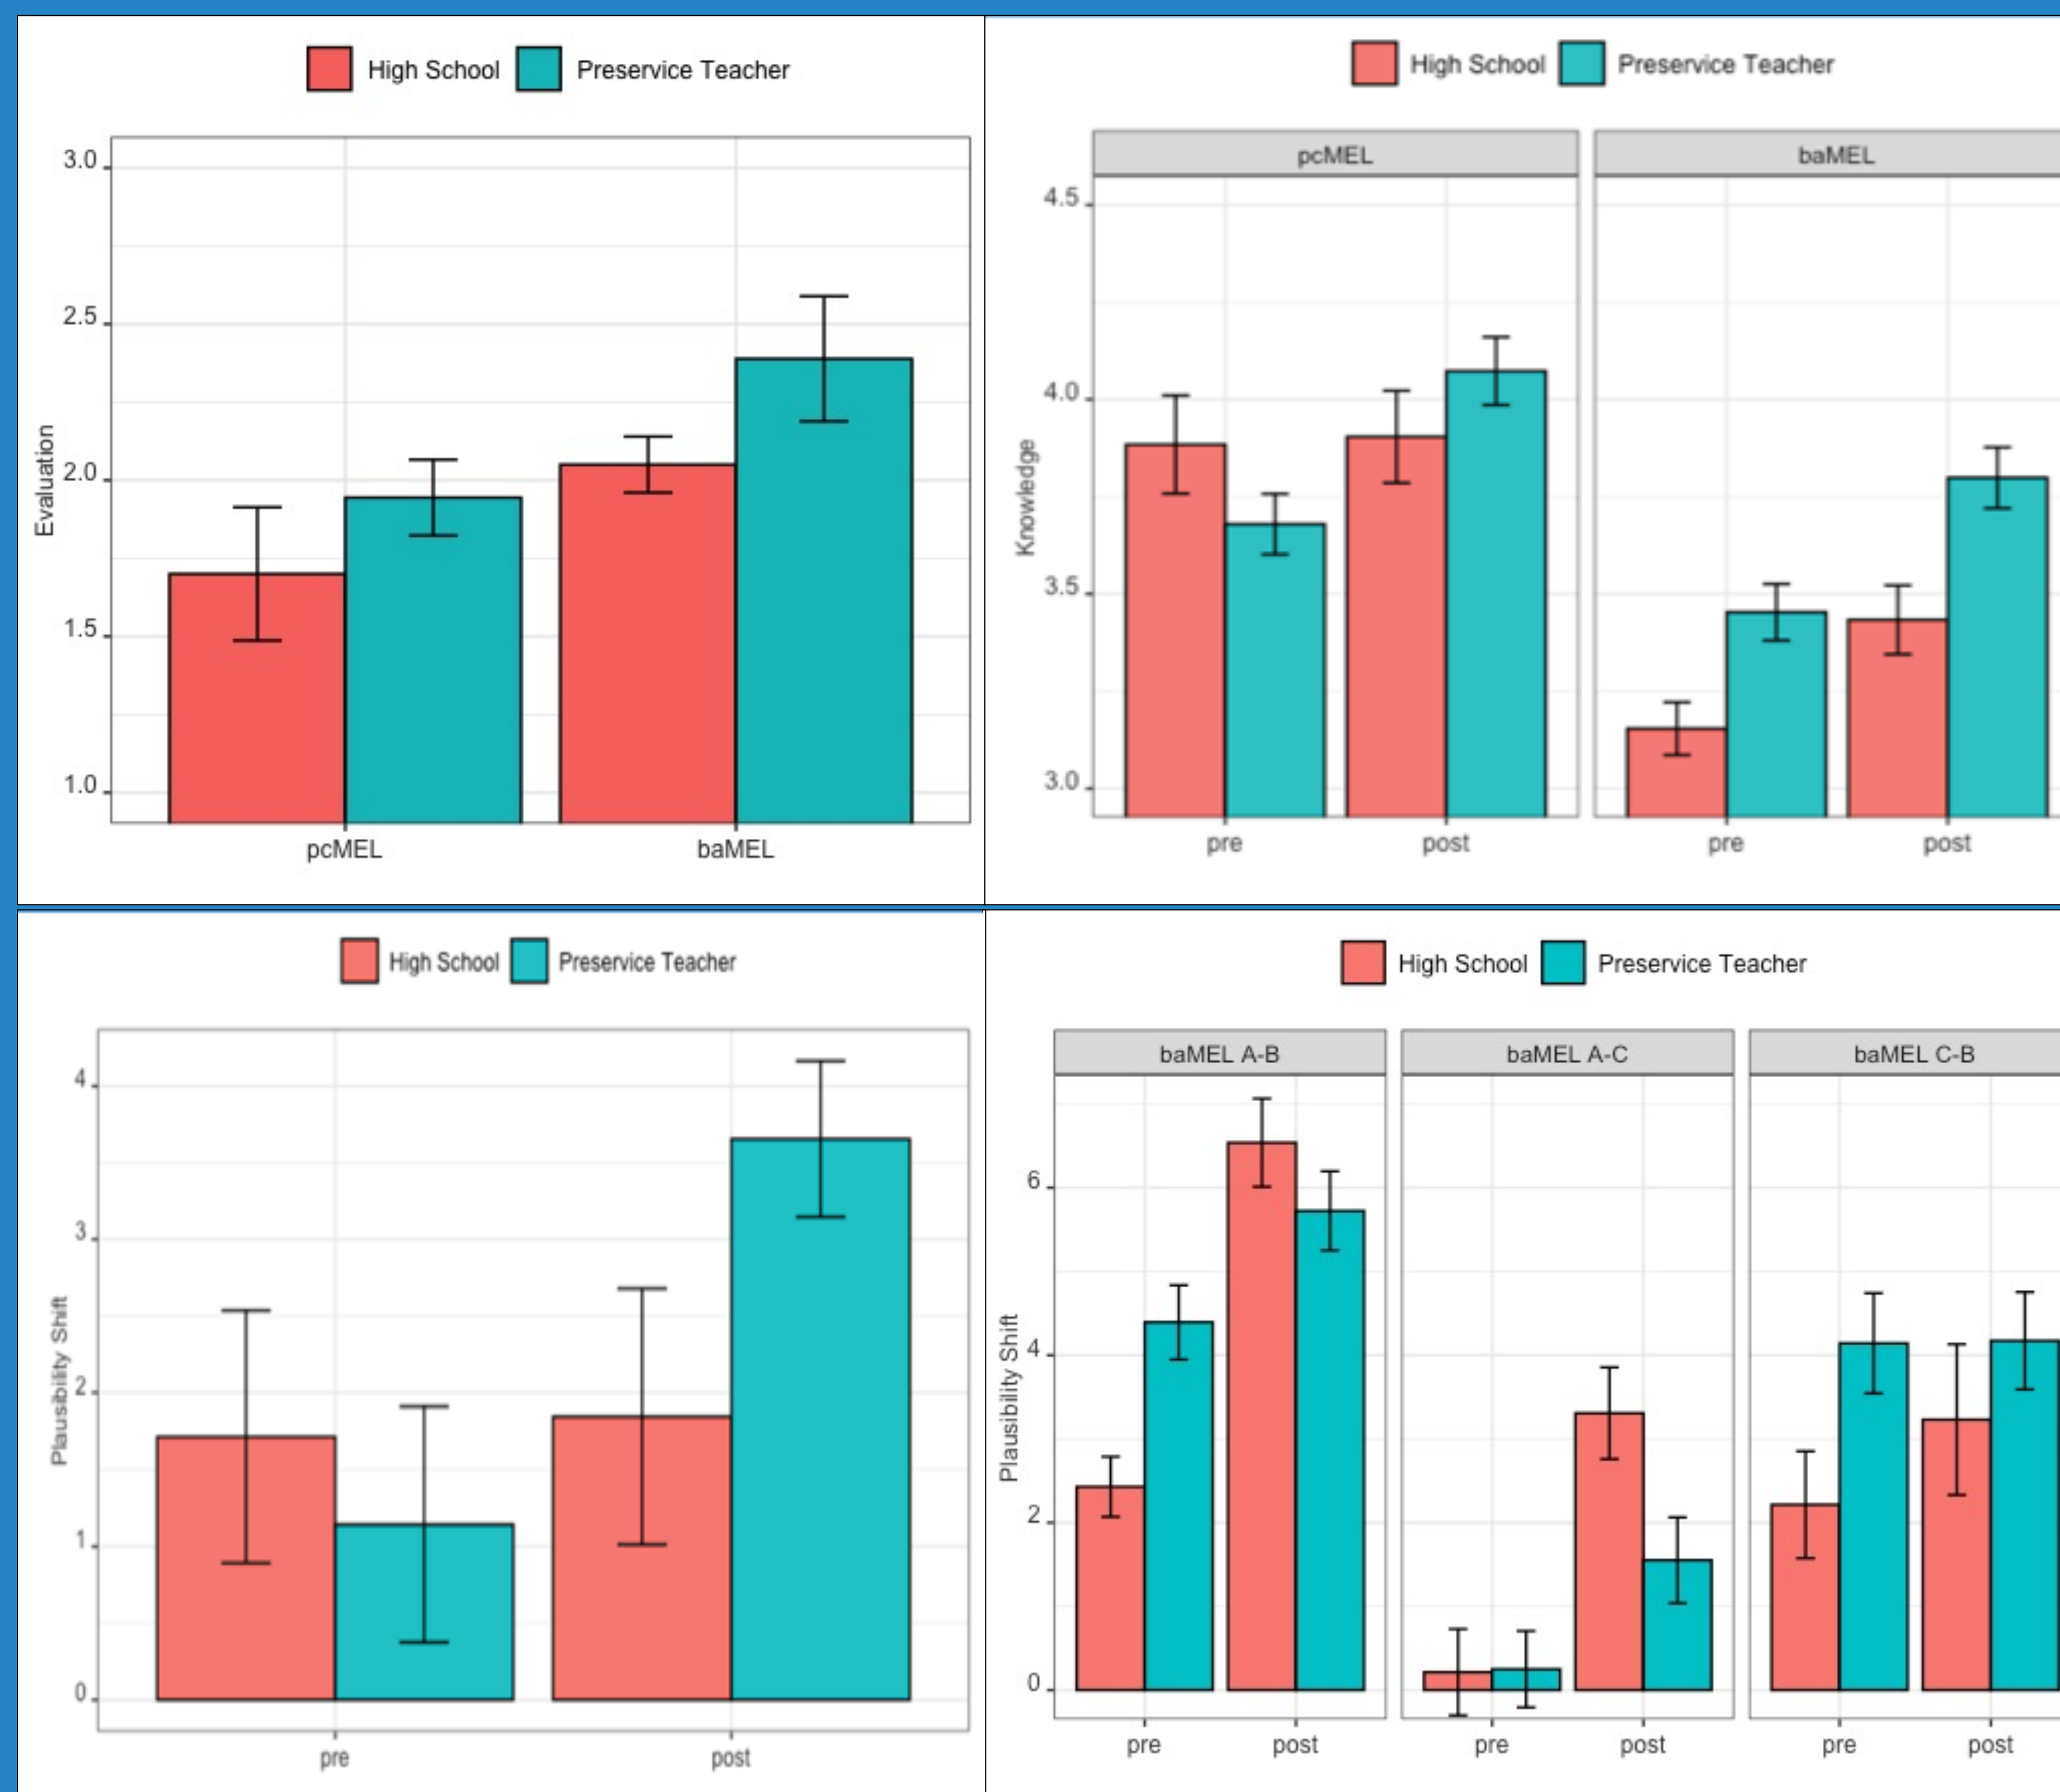 High School Preservice Teacher
3.0
2.5
2.0
1.5
1.0
Evaluation
pcMEL baMEL
High School Preservice Teacher
pcMEL baMEL
4.5
4.0
3.5
3.0
Knowledge
pre post pre post
High School Preservice Teacher
4
3
2
1
0
Plausibility Shift
pre post
High School Preservice Teacher
baMEL A-B baMEL A-C baMEL C-B
6
4
2
0
Plausibility Shift
pre post pre post pre post